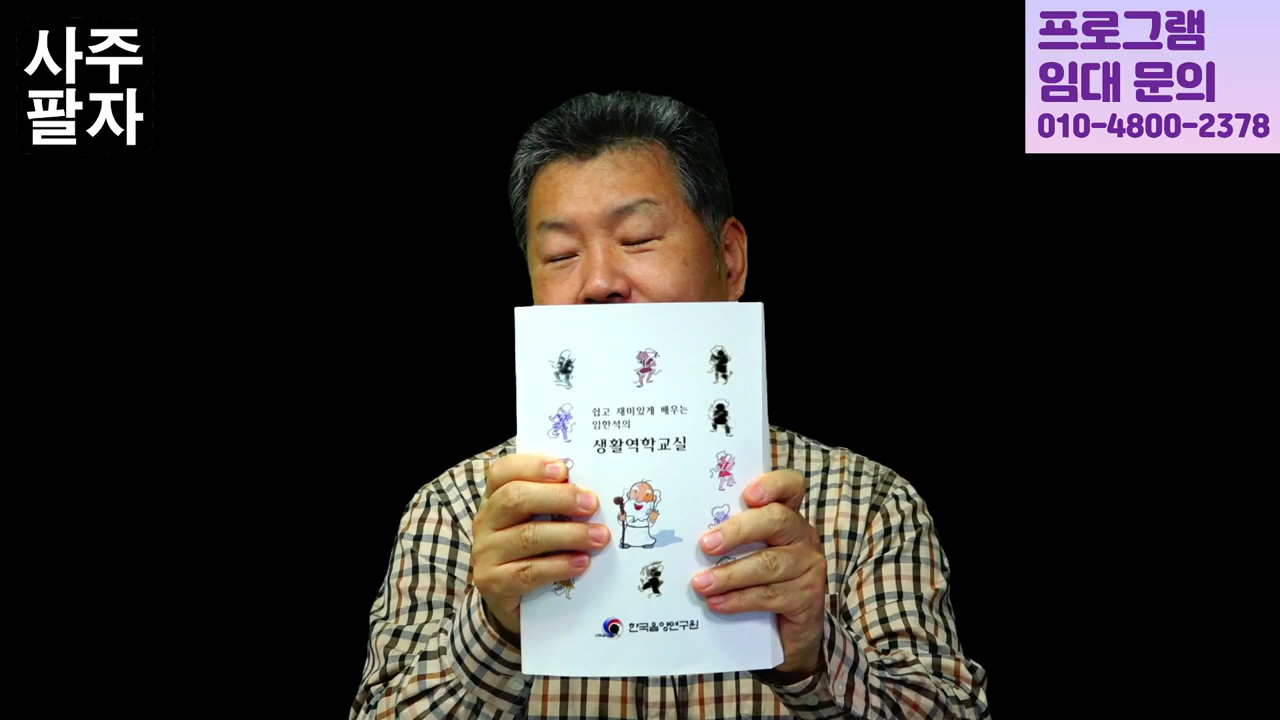 사주
팔자
프로그램
임대 문의
010-4800-2378
쉽고 재미있게 배우는
임한석의
생활역학교실
한국음양연구원